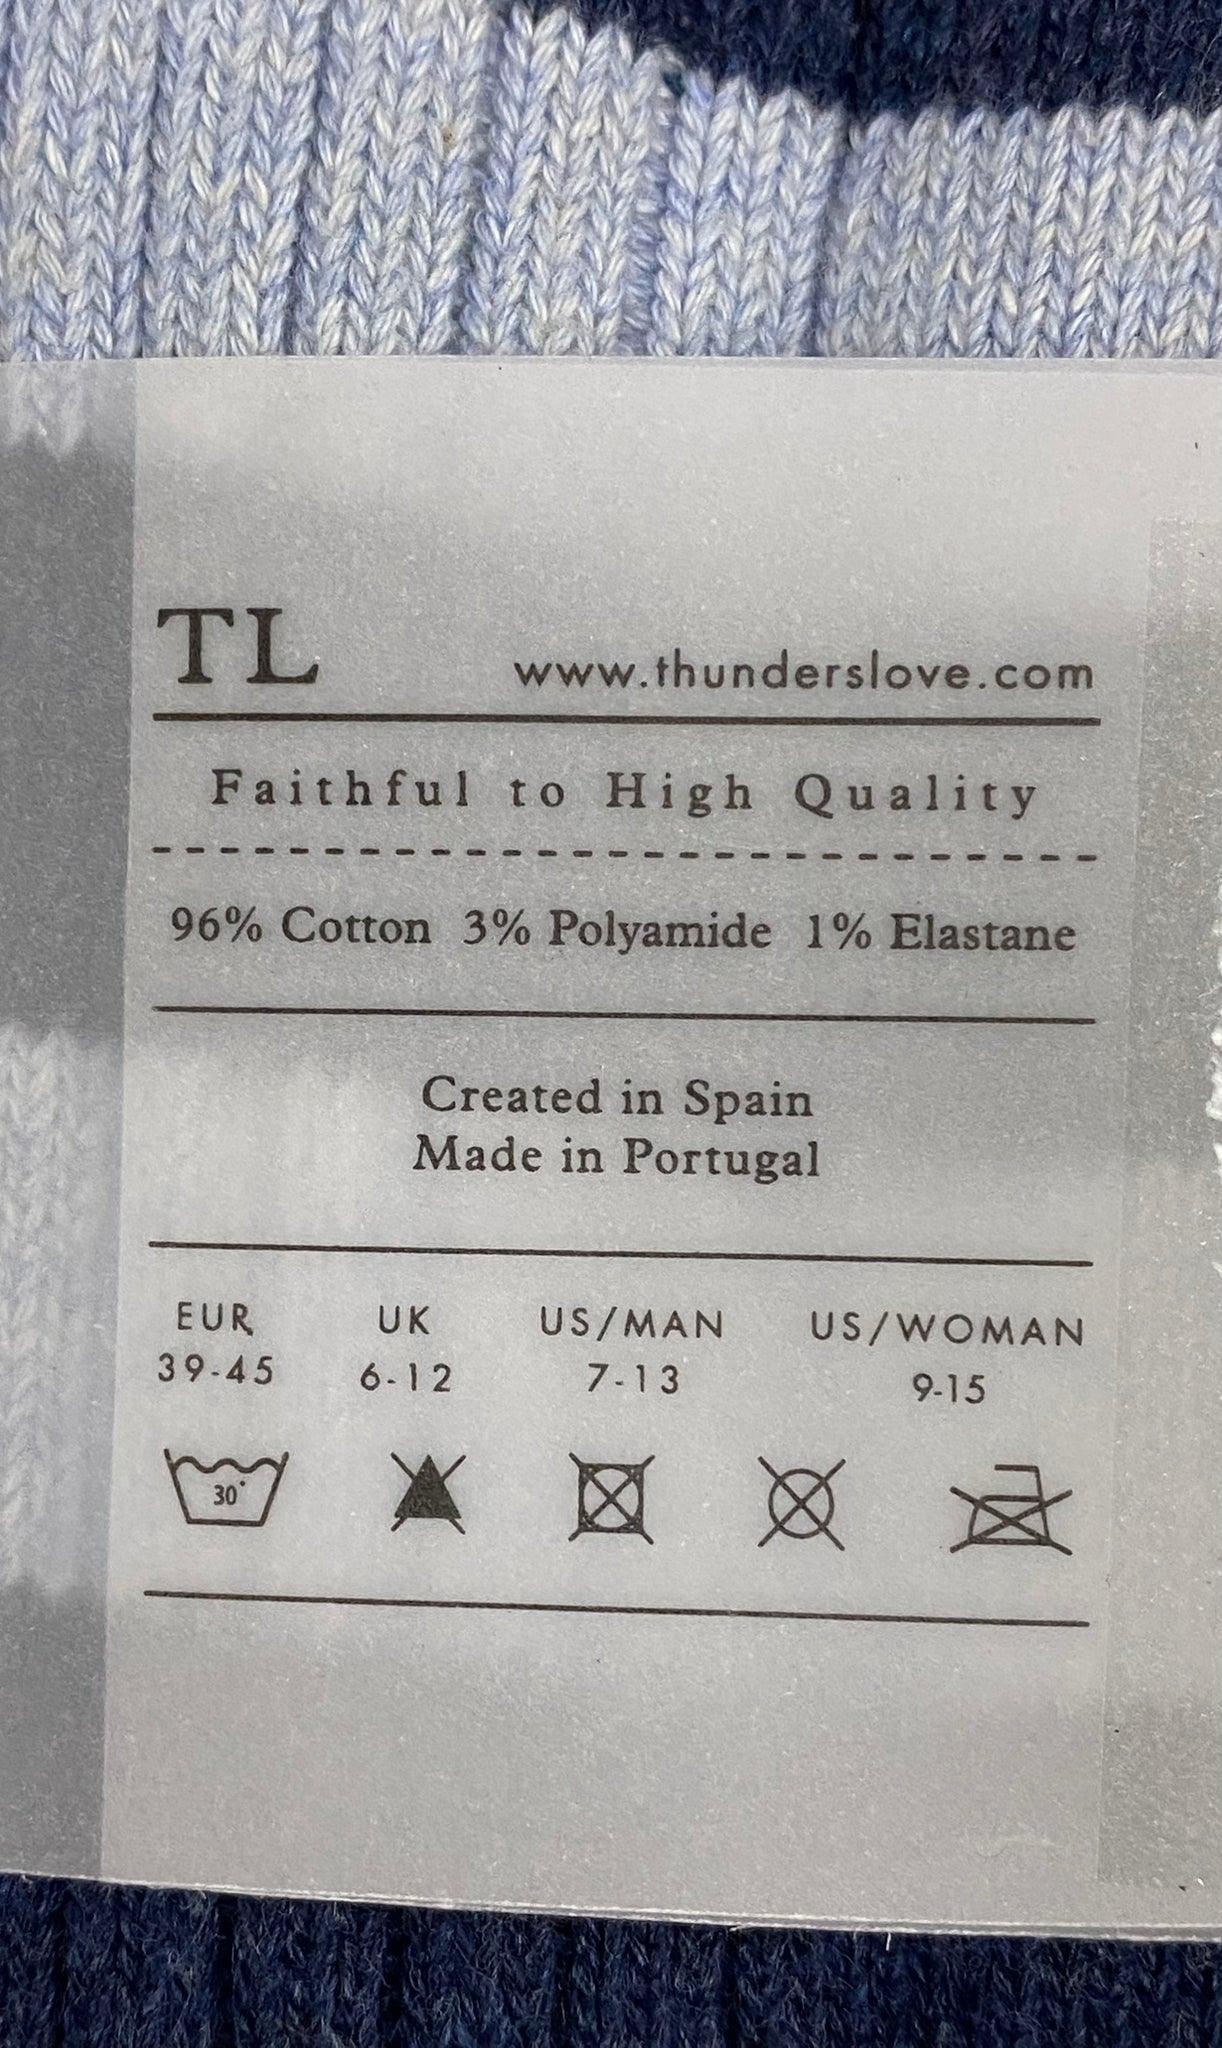 TL www.thunderslove.com
Faithful to High Quality
96% Cotton 3% Polyamide 1% Elastane
Created in Spain
Made in Portugal
EUR UK US/MAN US/WOMAN
39-45 6-12 7-13 9-15
30°